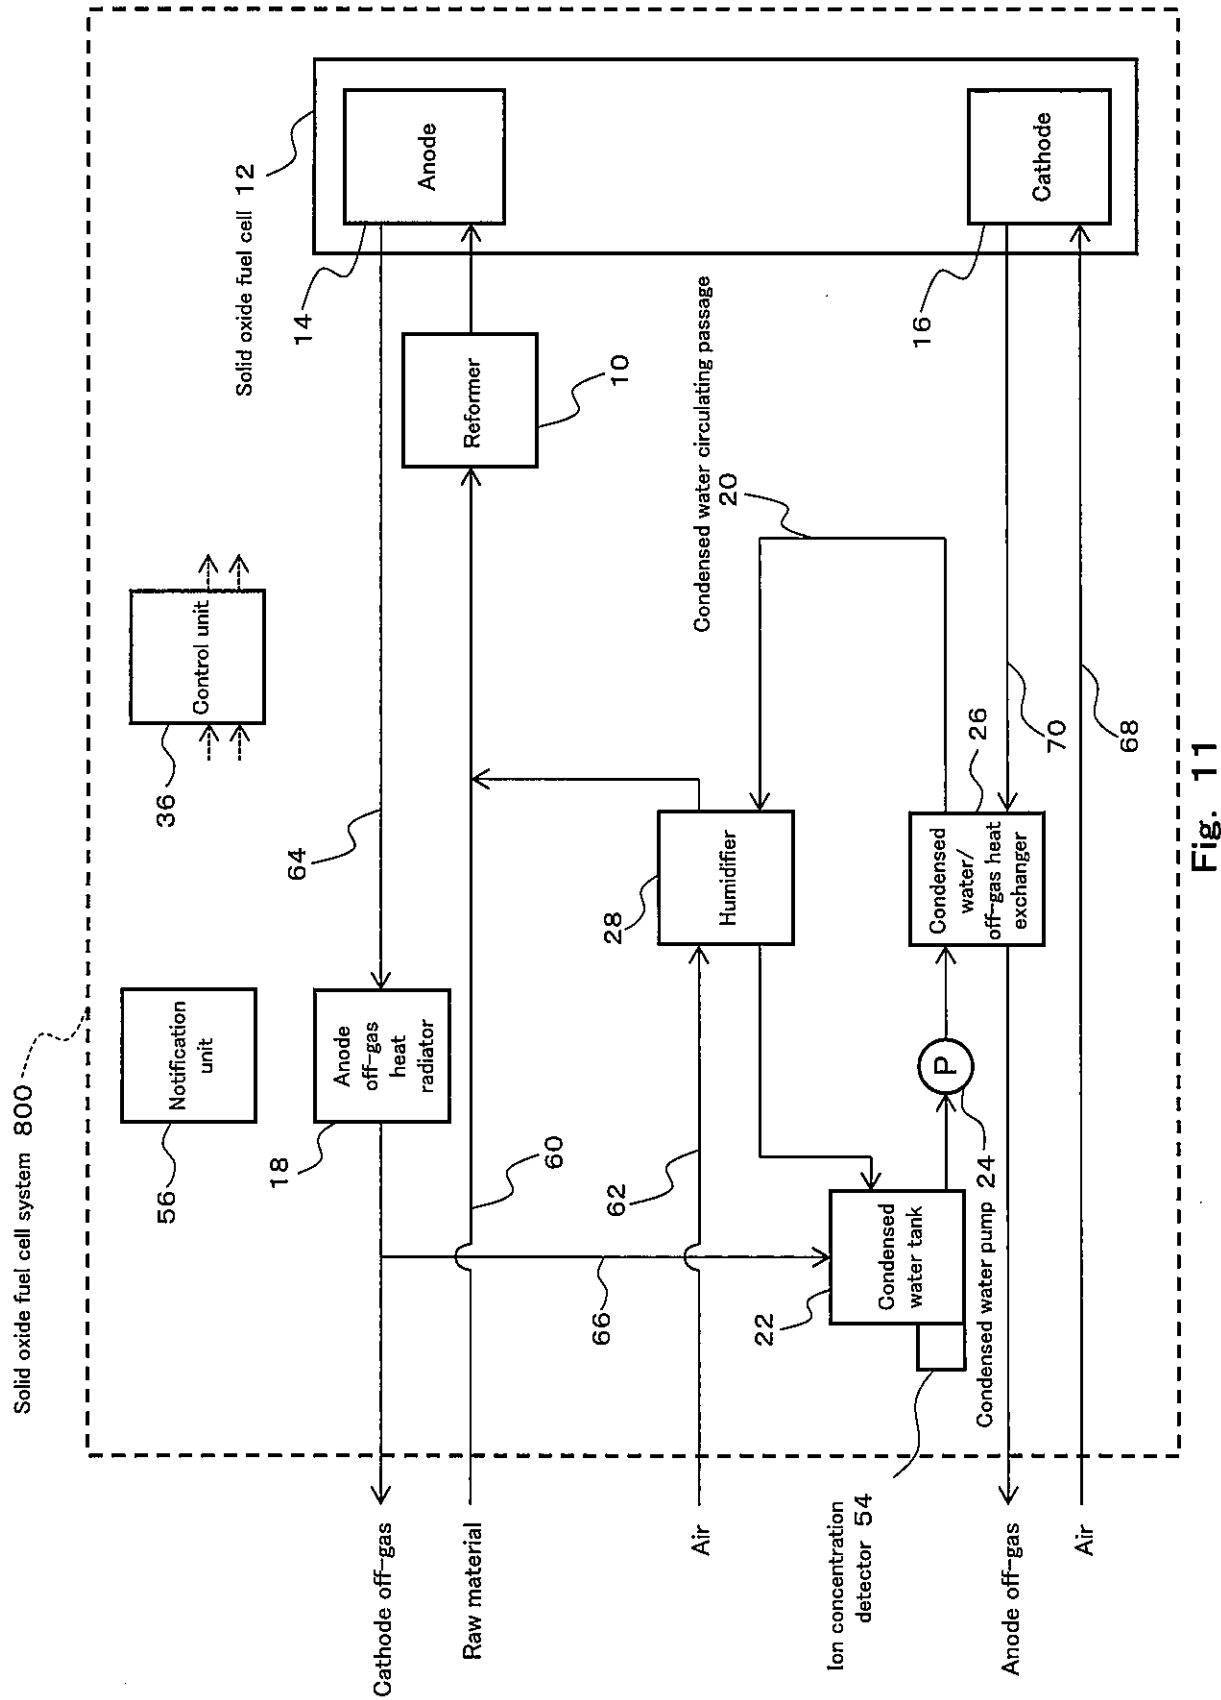 Solid oxide fuel cell system 800
56
Notification
unit
36
Control unit
Solid oxide fuel cell 12
Cathode off-gas
18
Anode
off-gas
heat
radiator
64
14
Anode
Raw material
60
Reformer
10
66
62
Air
28
Humidifier
Condensed water circulating passage
20
22
Condensed
water tank
Ion concentration
detector 54
Condensed water pump 24
P
Condensed
water/
off-gas heat
exchanger
26
16
Cathode
Anode off-gas
70
Air
68
Fig. 11